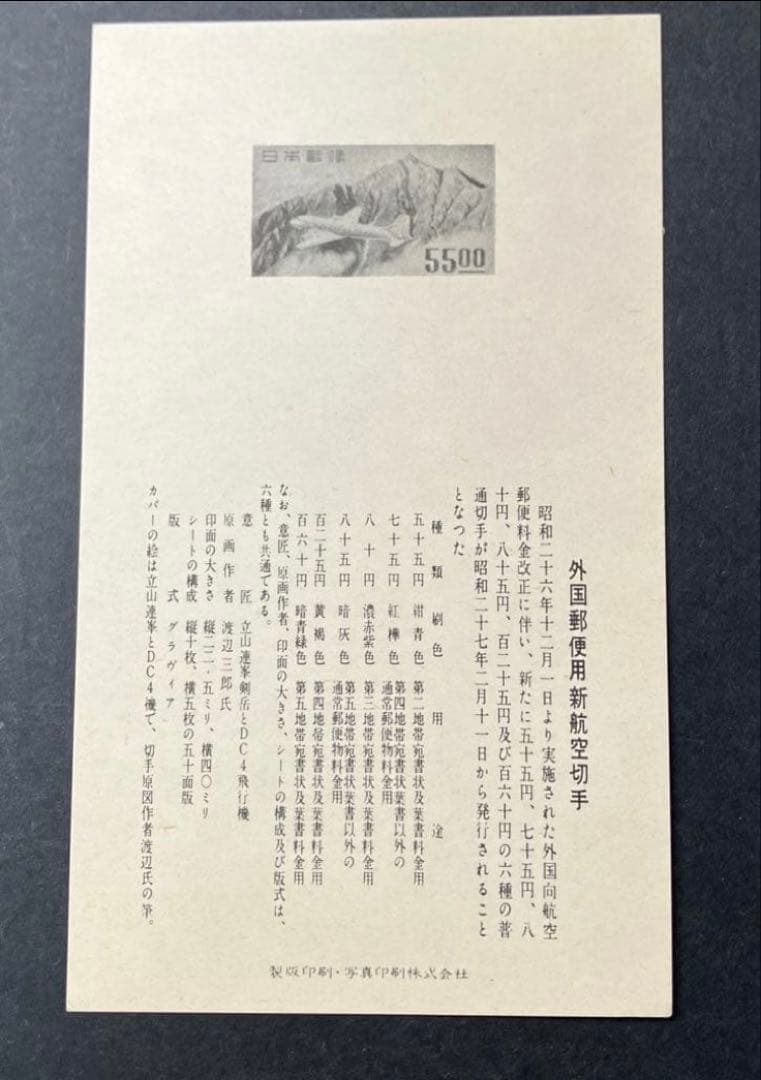 日本郵便
55.00
外国郵便用新航空切手
昭和二十六年十二月一日より実施された外国向航空
郵便料金改正に伴い、新たに五十五円、七十五円、八
十円、八十五円、百二十五円及び百六十円の六種の普
通切手が昭和二十七年二月十一日から発行されること
となつた
種類 刷色 用途
五十五円 紺青色 第二地帯宛書状及葉書料金用
七十五円 紅樺色 第四地帯宛書状葉書以外の
通常郵便物料金用
八十円 濃赤紫色 第三地帯宛書状及葉書料金用
八十五円 暗灰色 第五地帯宛書状葉書以外の
通常郵便物料金用
百二十五円 黄褐色 第四地帯宛書状及葉書料金用
百六十円 暗青緑色 第五地帯宛書状及葉書料金用
なお、意匠、原画作者、印面の大きさ、シートの構成及び版式は、
六種とも共通である。
意匠 立山連峯剣岳とDC4飛行機
原画作者 渡辺三郎氏
印面の大きさ 縦二二・五ミリ、横四〇ミリ
シートの構成 縦十枚、横五枚の五十面版
版式 グラヴィア
カバーの絵は立山連峯とDC4機で、切手原図作者渡辺氏の筆。
製版印刷・写真印刷株式会社